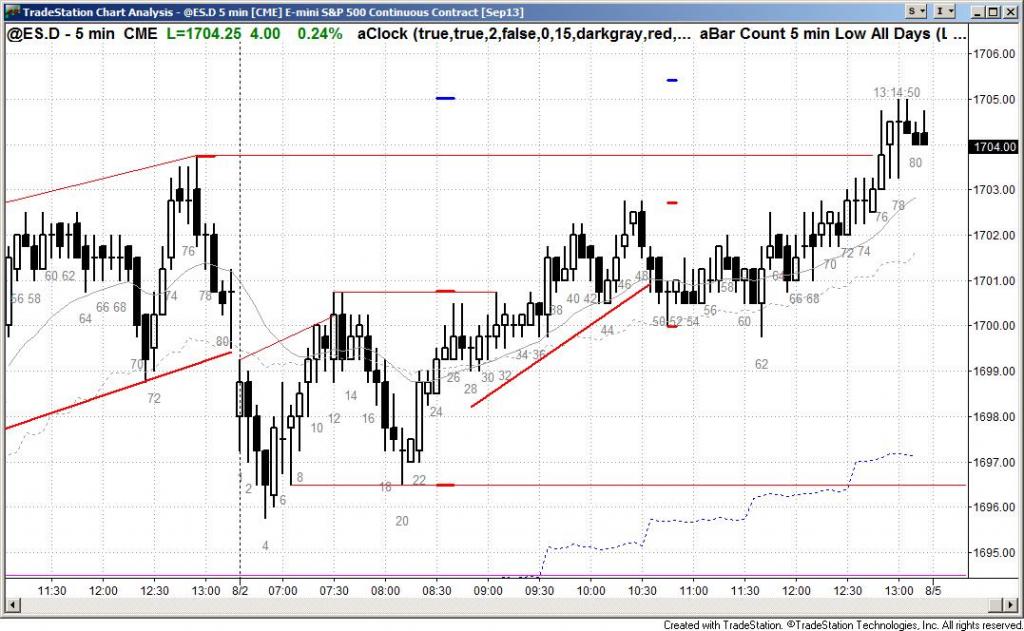 TradeStation Chart Analysis - @ES.D 5 min [CME] E-mini S&P 500 Continuous Contract [Sep13]
S
I
@ES.D - 5 min CME L=1704.25 4.00 0.24% aClock (true,true,2,false,0,15,darkgray,red,... aBar Count 5 min Low All Days (L ...
1706.00
13:14:50
1705.00
1704.00
80
1703.00
76 78
1702.00
60 62 76 72 74
64 70
1701.00
56 58 74 78 38 40 42 46 48 58 66 68
64 66 68 56
1700.00
80 44 50 52 54 60
34 36
70 26 30 32 62
1699.00
72 14 28
12 16 24
1698.00
10
1697.00
2 8 18 22
6
1696.00
20
4
1695.00
11:30 12:00 12:30 13:00 8/2 07:00 07:30 08:00 08:30 09:00 09:30 10:00 10:30 11:00 11:30 12:00 12:30 13:00 8/5
Created with TradeStation. ©TradeStation Technologies, Inc. All rights reserved.